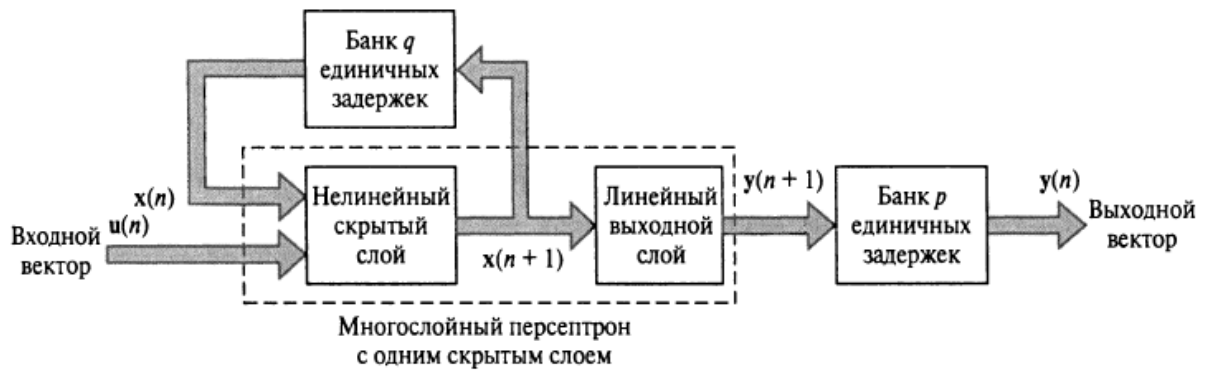 Банк q
единичных
задержек
x(n)
u(n)
Входной
вектор
Нелинейный
скрытый
слой
x(n + 1)
Линейный
выходной
слой
y(n + 1)
Банк p
единичных
задержек
y(n)
Выходной
вектор
Многослойный персептрон
с одним скрытым слоем